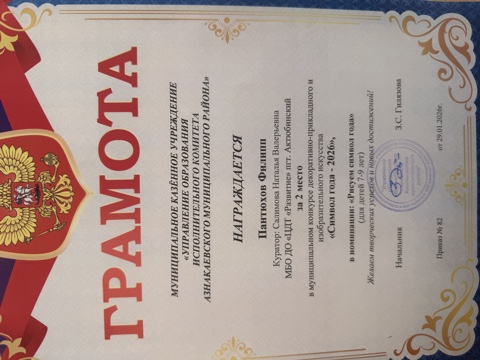 ГРАМОТА
МУНИЦИПАЛЬНОЕ КАЗЁННОЕ УЧРЕЖДЕНИЕ
«УПРАВЛЕНИЕ ОБРАЗОВАНИЯ
ИСПОЛНИТЕЛЬНОГО КОМИТЕТА
АЗНАКАЕВСКОГО МУНИЦИПАЛЬНОГО РАЙОНА»
НАГРАЖДАЕТСЯ
Пантюхов Филипп
Куратор: Салимова Наталья Валерьевна
МБО ДО «ЦДТ «Развитие» пгт. Актюбинский
за 2 место
в муниципальном конкурсе декоративно-прикладного и
изобразительного искусства
«Символ года - 2026»,
в номинации: «Рисуем символ года»
(для детей 7-9 лет)
Желаем творческих успехов и новых достижений!
Начальник З.С. Гилязова
Приказ № 82 от 29.01.2026г.